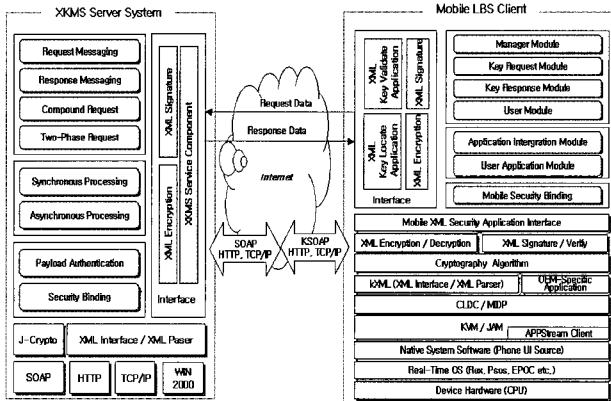 XKMS Server System
Request Messaging
Response Messaging
Compound Request
Two-Phase Request
Synchronous Processing
Asynchronous Processing
Payload Authentication
Security Binding
XML Signature
XML Encryption
XKMS Service Component
Interface
J-Crypto
XML Interface / XML Paser
SOAP
HTTP
TCP/IP
WIN
2000
Request Data
Response Data
Internet
SOAP
HTTP, TCP/IP
KSOAP
HTTP, TCP/IP
Mobile LBS Client
XML
Key Validate
Application
XML Signature
XML
Key Locate
Application
XML Encryption
Interface
Manager Module
Key Request Module
Key Response Module
User Module
Application Intergration Module
User Application Module
Mobile Security Binding
Mobile XML Security Application Interface
XML Encryption / Decryption
XML Signature / Verfiy
Cryptography Algorithm
kXML (XML Interface / XML Parser)
OEM-Specific
Application
CLDC / MIDP
KVM / JAM
APPStream Client
Native System Software (Phone UI Source)
Real-Time OS (Rex, Psos, EPOC etc,)
Device Hardware (CPU)